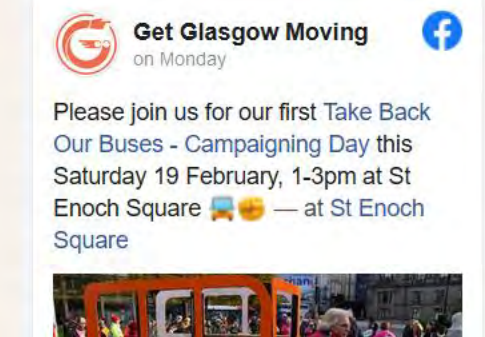 Get Glasgow Moving
on Monday
Please join us for our first Take Back
Our Buses - Campaigning Day this
Saturday 19 February, 1-3pm at St
Enoch Square 🚍✊ — at St Enoch
Square